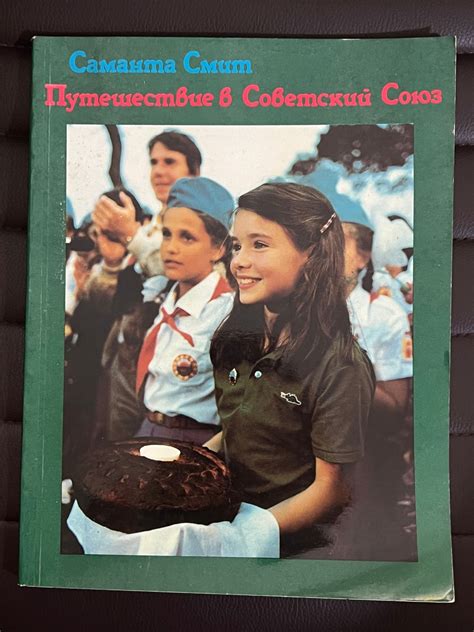 Саманта Смит
Путешествие в Советский Союз